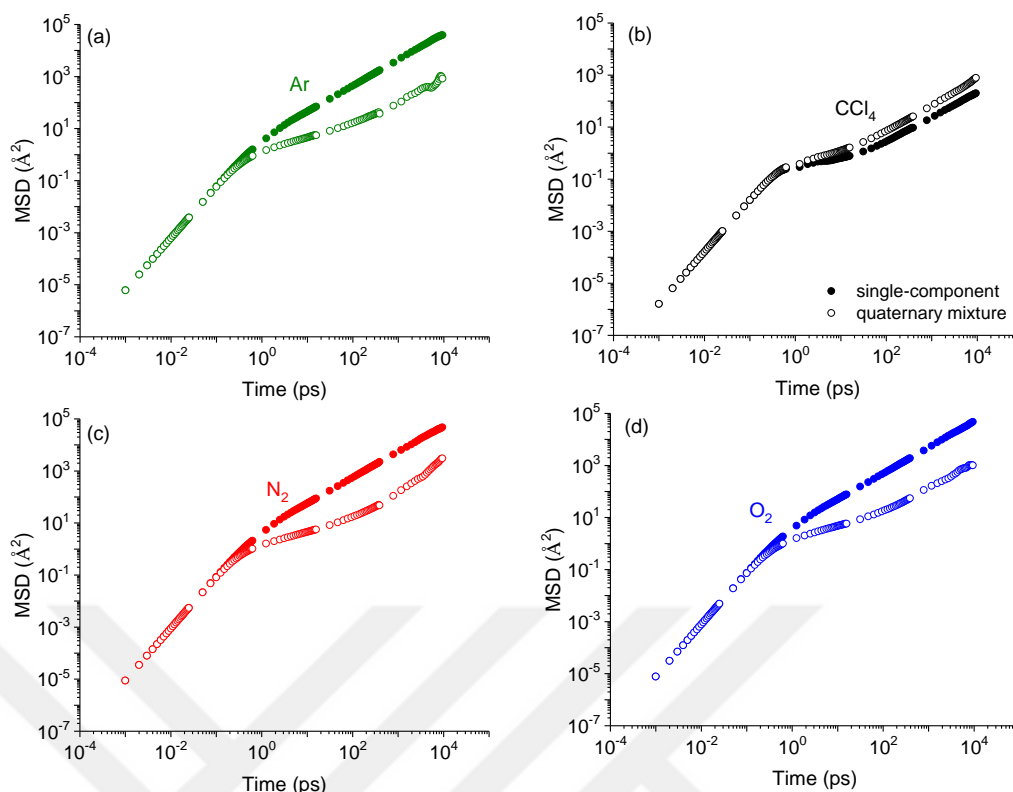 (a)
Ar
MSD (Å²)
10⁵
10³
10¹
10⁻¹
10⁻³
10⁻⁵
10⁻⁷
10⁻⁴
10⁻²
10⁰
10²
10⁴
Time (ps)
(b)
CCl₄
MSD (Å²)
10⁵
10³
10¹
10⁻¹
10⁻³
10⁻⁵
10⁻⁷
single-component
quaternary mixture
10⁻⁴
10⁻²
10⁰
10²
10⁴
Time (ps)
(c)
N₂
MSD (Å²)
10⁵
10³
10¹
10⁻¹
10⁻³
10⁻⁵
10⁻⁷
10⁻⁴
10⁻²
10⁰
10²
10⁴
Time (ps)
(d)
O₂
MSD (Å²)
10⁵
10³
10¹
10⁻¹
10⁻³
10⁻⁵
10⁻⁷
10⁻⁴
10⁻²
10⁰
10²
10⁴
Time (ps)